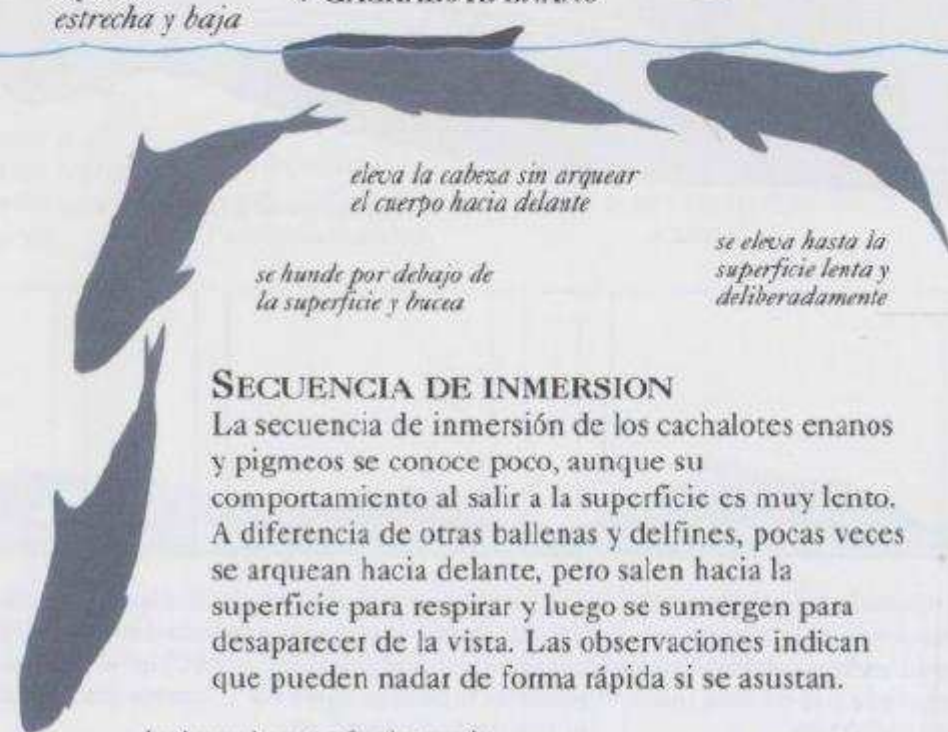 estrecha y baja
eleva la cabeza sin arquear
el cuerpo hacia delante
se eleva hasta la
superficie lenta y
deliberadamente
se hunde por debajo de
la superficie y bucea
SECUENCIA DE INMERSION
La secuencia de inmersión de los cachalotes enanos
y pigmeos se conoce poco, aunque su
comportamiento al salir a la superficie es muy lento.
A diferencia de otras ballenas y delfines, pocas veces
se arquean hacia delante, pero salen hacia la
superficie para respirar y luego se sumergen para
desaparecer de la vista. Las observaciones indican
que pueden nadar de forma rápida si se asustan.